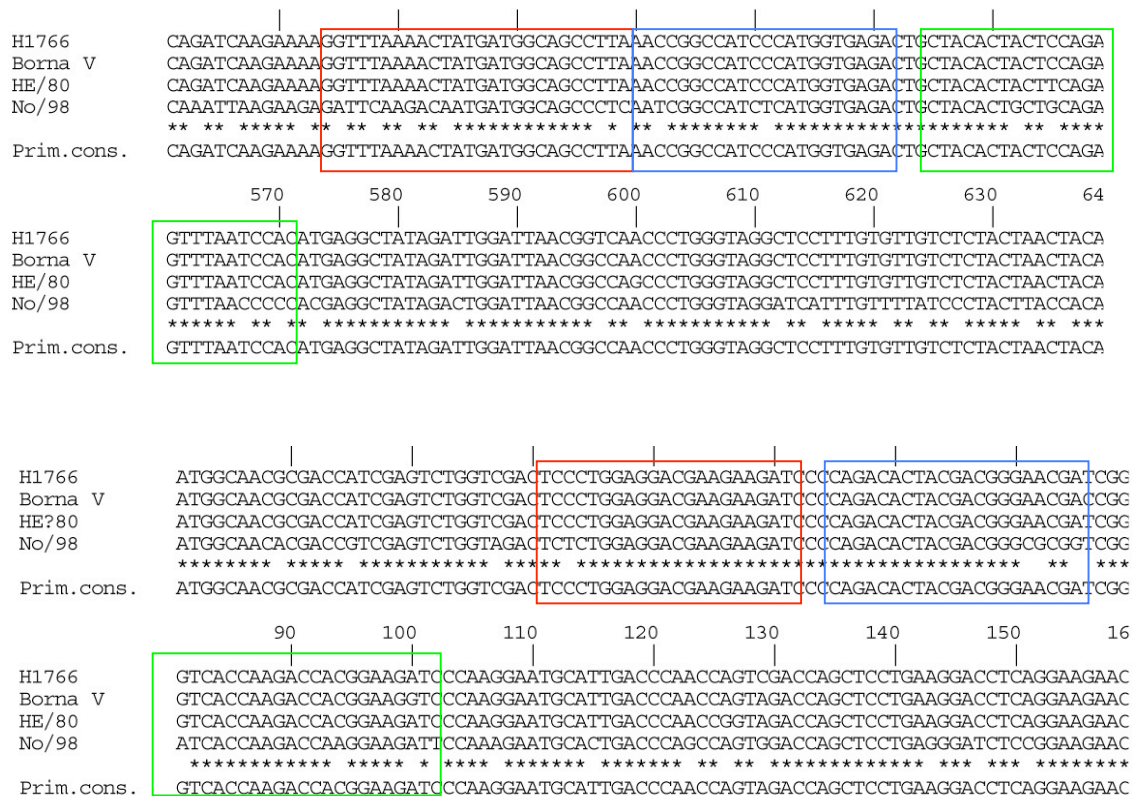 H1766 CAGATCAAGAAAAGGTTTAAAACTATGATGGCAGCCTTAAACCGGCCATCCCATGGTGAGACTGCTACACTACTCCAGA
Borna V CAGATCAAGAAAAGGTTTAAAACTATGATGGCAGCCTTAAACCGGCCATCCCATGGTGAGACTGCTACACTACTCCAGA
HE/80 CAGATCAAGAAAAGGTTTAAAACTATGATGGCAGCCTTAAACCGGCCATCCCATGGTGAGACTGCTACACTACTTCAGA
No/98 CAAATTAAGAAGAGATTCAAGACAATGATGGCAGCCCTCAATCGGCCATCTCATGGTGAGACTGCTACACTGCTGCAGA
** ** ***** ** ** ** ** ************ * ** ******** ******************** ** ****
Prim.cons. CAGATCAAGAAAAGGTTTAAAACTATGATGGCAGCCTTAAACCGGCCATCCCATGGTGAGACTGCTACACTACTCCAGA
570 580 590 600 610 620 630 64
H1766 GTTTAATCCACATGAGGCTATAGATTGGATTAACGGTCAACCCTGGGTAGGCTCCTTTGTGTTGTCTCTACTAACTACA
Borna V GTTTAATCCACATGAGGCTATAGATTGGATTAACGGCCAACCCTGGGTAGGCTCCTTTGTGTTGTCTCTACTAACTACA
HE/80 GTTTAATCCACATGAGGCTATAGATTGGATTAACGGCCAGCCCTGGGTAGGCTCCTTTGTGTTGTCTCTACTAACTACA
No/98 GTTTAACCCCCACGAGGCTATAGACTGGATTAACGGCCAACCCTGGGTAGGATCATTTGTTTTATCCCTACTTACCACA
****** ** ** *********** *********** ** *********** ** ***** ** ** ***** ** ***
Prim.cons. GTTTAATCCACATGAGGCTATAGATTGGATTAACGGCCAACCCTGGGTAGGCTCCTTTGTGTTGTCTCTACTAACTACA
H1766 ATGGCAACGCGACCATCGAGTCTGGTCGACTCCCTGGAGGACGAAGAAGATCCCCAGACACTACGACGGGAACGATCGG
Borna V ATGGCAACGCGACCATCGAGTCTGGTCGACTCCCTGGAGGACGAAGAAGATCCCCAGACACTACGACGGGAACGACCGG
HE?80 ATGGCAACGCGACCATCGAGTCTGGTCGACTCCCTGGAGGACGAAGAAGATCCCCAGACACTACGACGGGAACGATCGG
No/98 ATGGCAACACGACCGTCGAGTCTGGTAGACTCTCTGGAGGACGAAGAAGATCCCCAGACACTACGACGGGCGCGGTCGG
******** ***** *********** ***** ************************************* ** ***
Prim.cons. ATGGCAACGCGACCATCGAGTCTGGTCGACTCCCTGGAGGACGAAGAAGATCCCCAGACACTACGACGGGAACGATCGG
90 100 110 120 130 140 150 16
H1766 GTCACCAAGACCACGGAAGATCCCAAGGAATGCATTGACCCAACCAGTCGACCAGCTCCTGAAGGACCTCAGGAAGAAC
Borna V GTCACCAAGACCACGGAAGGTCCCAAGGAATGCATTGACCCAACCAGTAGACCAGCTCCTGAAGGACCTCAGGAAGAAC
HE/80 GTCACCAAGACCACGGAAGATCCCAAGGAATGCATTGACCCAACCGGTAGACCAGCTCCTGAAGGACCTCAGGAAGAAC
No/98 ATCACCAAGACCAAGGAAGATTCCAAAGAATGCACTGACCCAGCCAGTGGACCAGCTCCTGAGGGATCTCCGGAAGAAC
************ ***** * **** ******* ******* ** ** ************* *** *** ********
Prim.cons. GTCACCAAGACCACGGAAGATCCCAAGGAATGCATTGACCCAACCAGTAGACCAGCTCCTGAAGGACCTCAGGAAGAAC